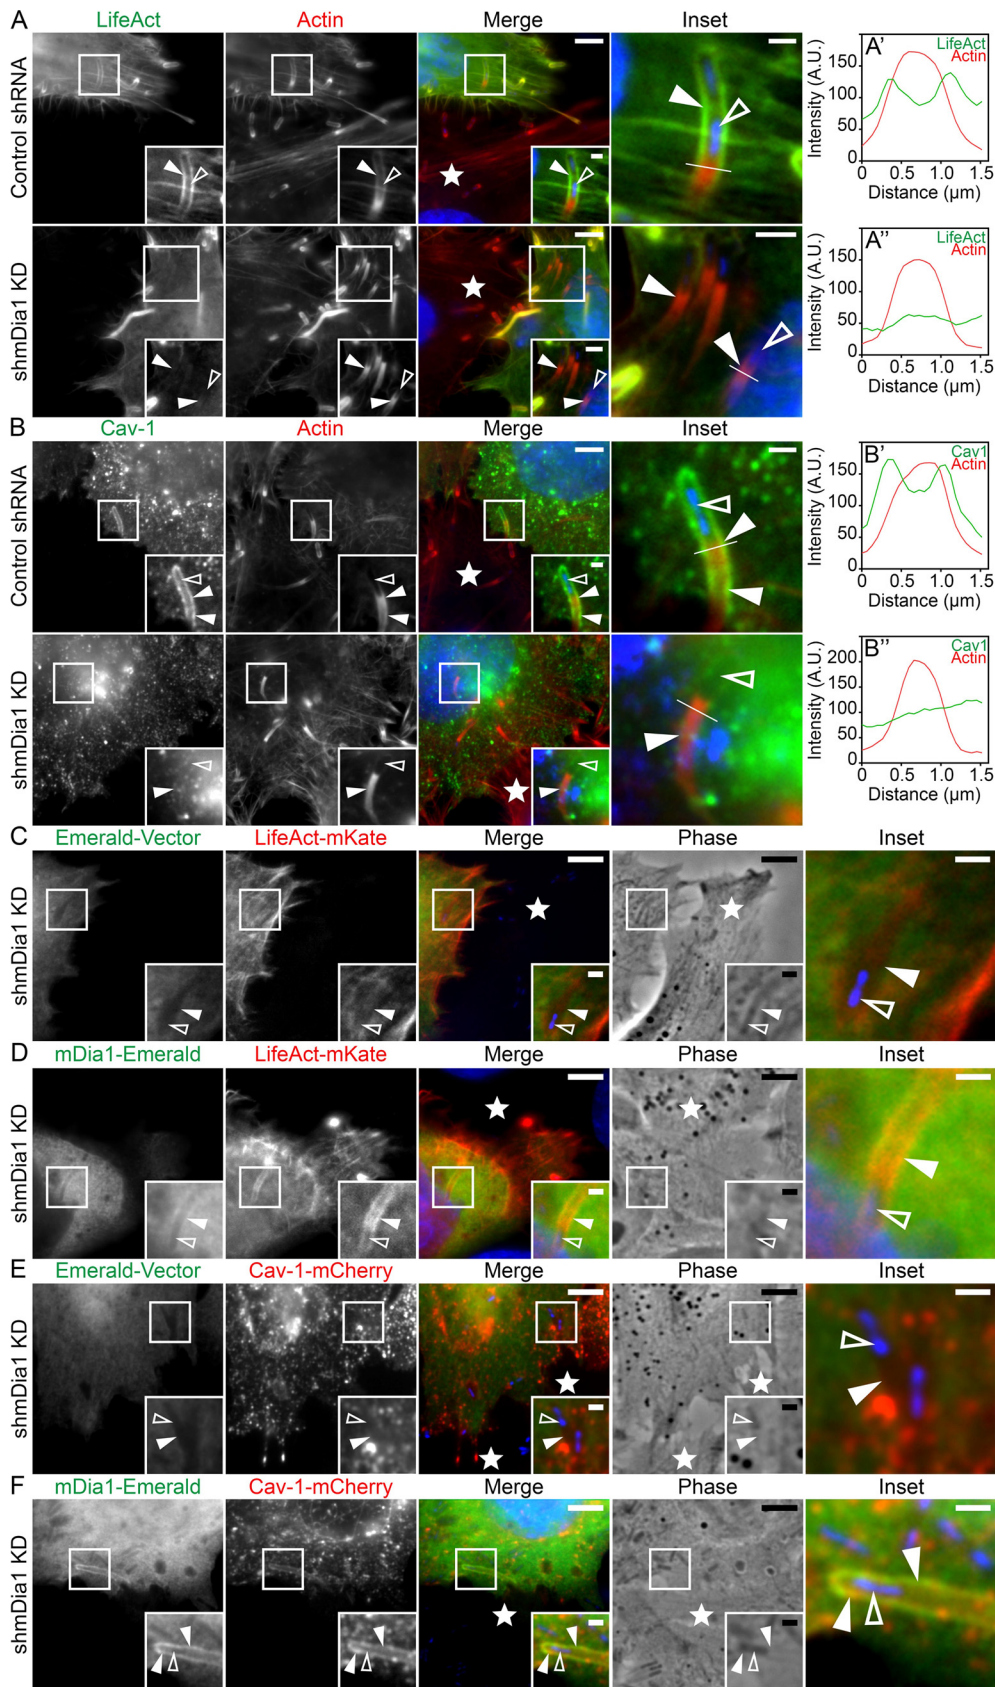 A
LifeAct Actin Merge Inset
Control shRNA
A'
LifeAct
Actin
Intensity (A.U.)
150
100
50
0
0 0.5 1.0 1.5
Distance (µm)
shmDia1 KD
A''
LifeAct
Actin
Intensity (A.U.)
200
150
100
50
0
0 0.5 1.0 1.5
Distance (µm)
B
Cav-1 Actin Merge Inset
Control shRNA
B'
Cav1
Actin
Intensity (A.U.)
150
100
50
0
0 0.5 1.0 1.5
Distance (µm)
shmDia1 KD
B''
Cav1
Actin
Intensity (A.U.)
200
150
100
50
0
0 0.5 1.0 1.5
Distance (µm)
C
Emerald-Vector LifeAct-mKate Merge Phase Inset
shmDia1 KD
D
mDia1-Emerald LifeAct-mKate Merge Phase Inset
shmDia1 KD
E
Emerald-Vector Cav-1-mCherry Merge Phase Inset
shmDia1 KD
F
mDia1-Emerald Cav-1-mCherry Merge Phase Inset
shmDia1 KD